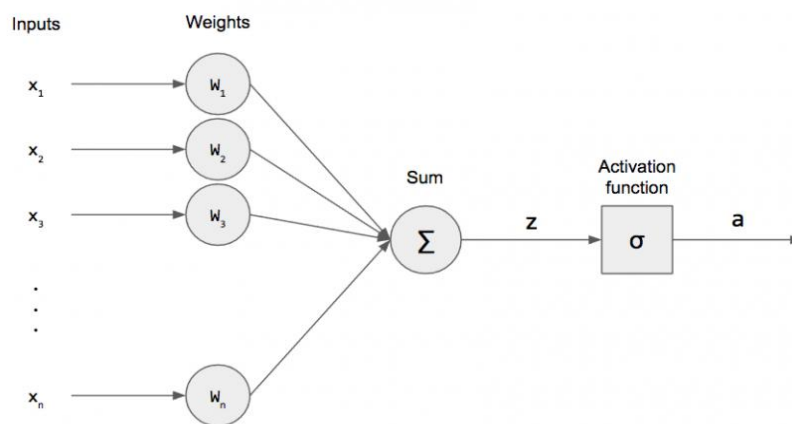 Inputs
Weights
x₁
W₁
x₂
W₂
x₃
W₃
Sum
Activation
function
Σ
z
σ
a
.
.
.
xₙ
Wₙ